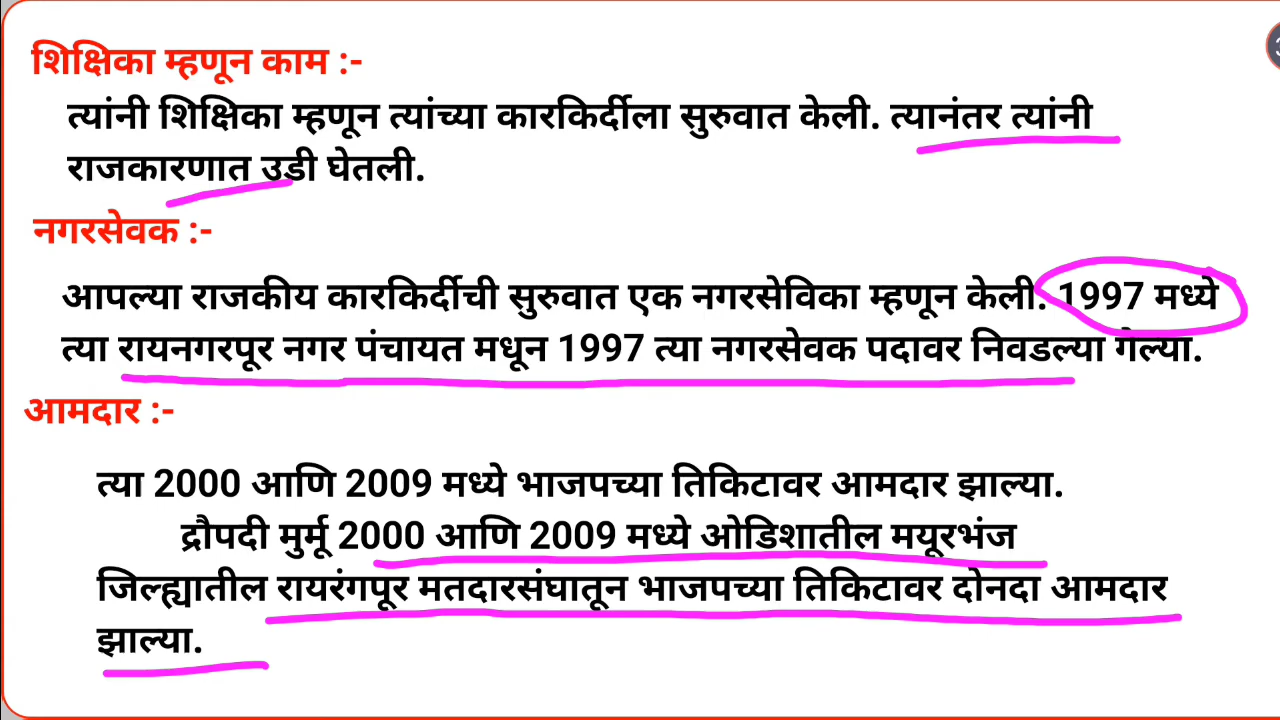 शिक्षिका म्हणून काम :-
त्यांनी शिक्षिका म्हणून त्यांच्या कारकिर्दीला सुरुवात केली. त्यानंतर त्यांनी
राजकारणात उडी घेतली.
नगरसेवक :-
आपल्या राजकीय कारकिर्दीची सुरुवात एक नगरसेविका म्हणून केली. 1997 मध्ये
त्या रायनगरपूर नगर पंचायत मधून 1997 त्या नगरसेवक पदावर निवडल्या गेल्या.
आमदार :-
त्या 2000 आणि 2009 मध्ये भाजपच्या तिकिटावर आमदार झाल्या.
द्रौपदी मुर्मू 2000 आणि 2009 मध्ये ओडिशातील मयूरभंज
जिल्ह्यातील रायरंगपूर मतदारसंघातून भाजपच्या तिकिटावर दोनदा आमदार
झाल्या.